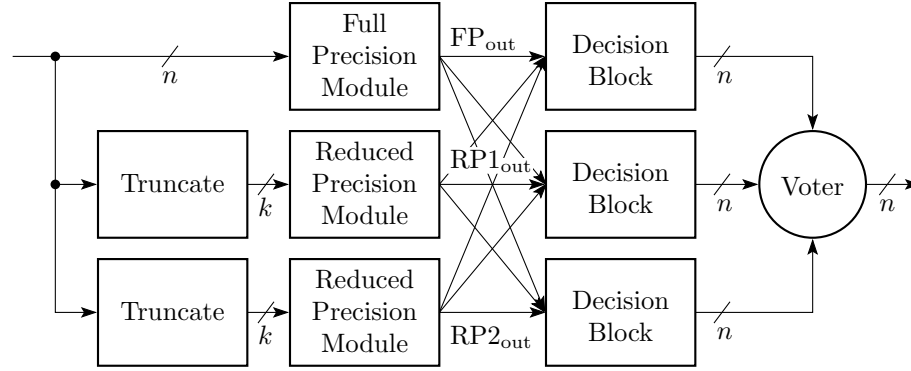 Full
Precision
Module
FP_out
Decision
Block
n
n
Truncate
k
Reduced
Precision
Module
RP1_out
Decision
Block
n
Voter
n
Truncate
k
Reduced
Precision
Module
RP2_out
Decision
Block
n